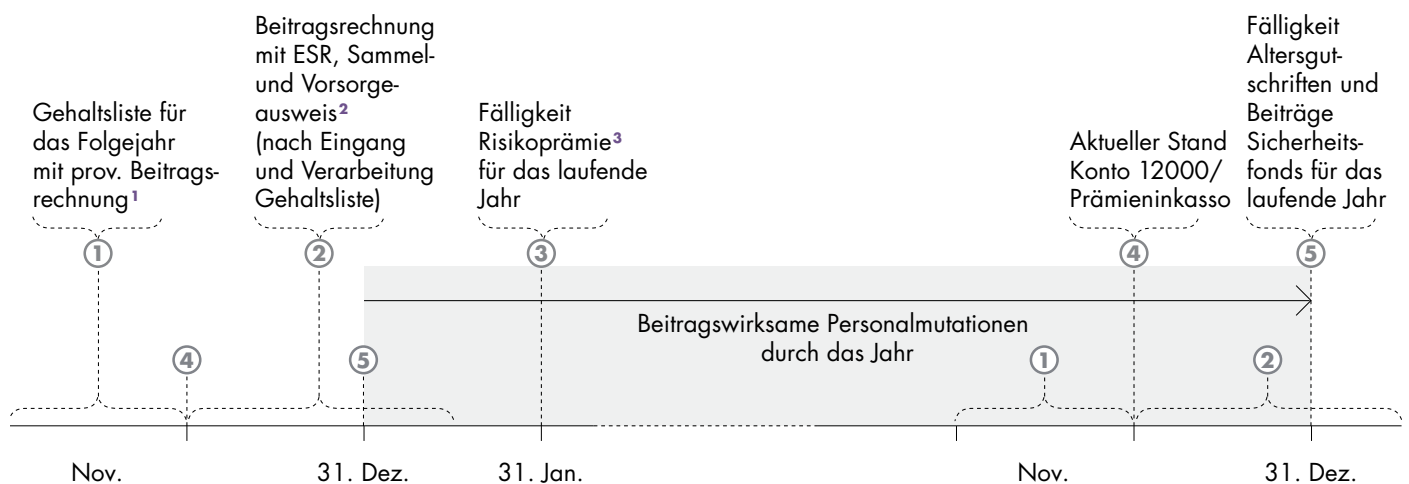 Gehaltsliste für
das Folgejahr
mit prov. Beitrags-
rechnung¹
Beitragsrechnung
mit ESR, Sammel-
und Vorsorge-
ausweis²
(nach Eingang
und Verarbeitung
Gehaltsliste)
Fälligkeit
Risikoprämie³
für das laufende
Jahr
Aktueller Stand
Konto 12000/
Prämieninkasso
Fälligkeit
Altersgut-
schriften und
Beiträge
Sicherheits-
fonds für das
laufende Jahr
① ② ③ ④ ⑤
Beitragswirksame Personalmutationen
durch das Jahr
④ ⑤ ① ②
Nov. 31. Dez. 31. Jan. Nov. 31. Dez.